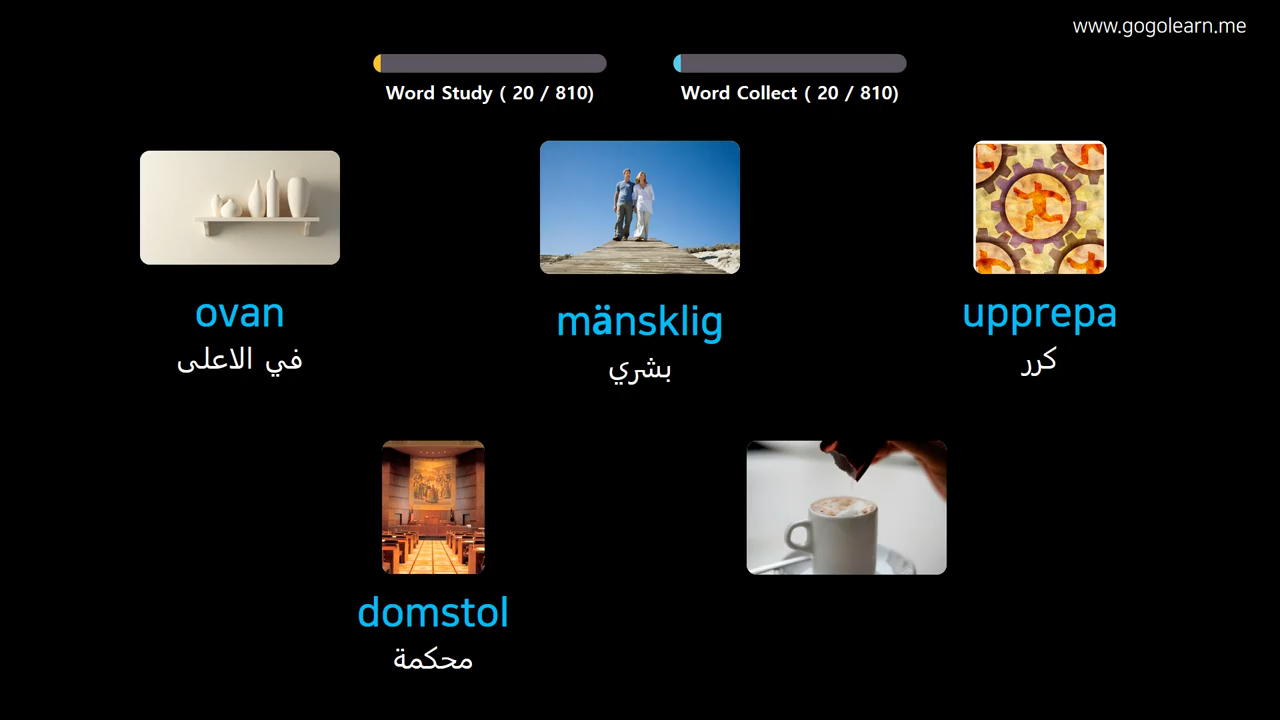 www.gogolearn.me
Word Study ( 20 / 810)
Word Collect ( 20 / 810)
ovan
في الاعلى
mänsklig
بشري
upprepa
كرر
domstol
محكمة